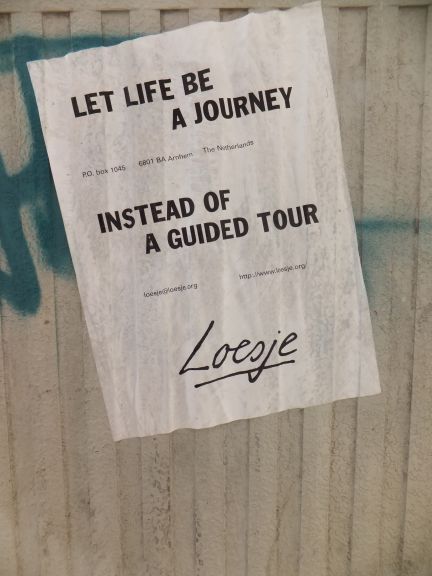 LET LIFE BE
A JOURNEY
P.O. box 1045 6801 BA Arnhem The Netherlands
INSTEAD OF
A GUIDED TOUR
loesje@loesje.org http://www.loesje.org/
Loesje